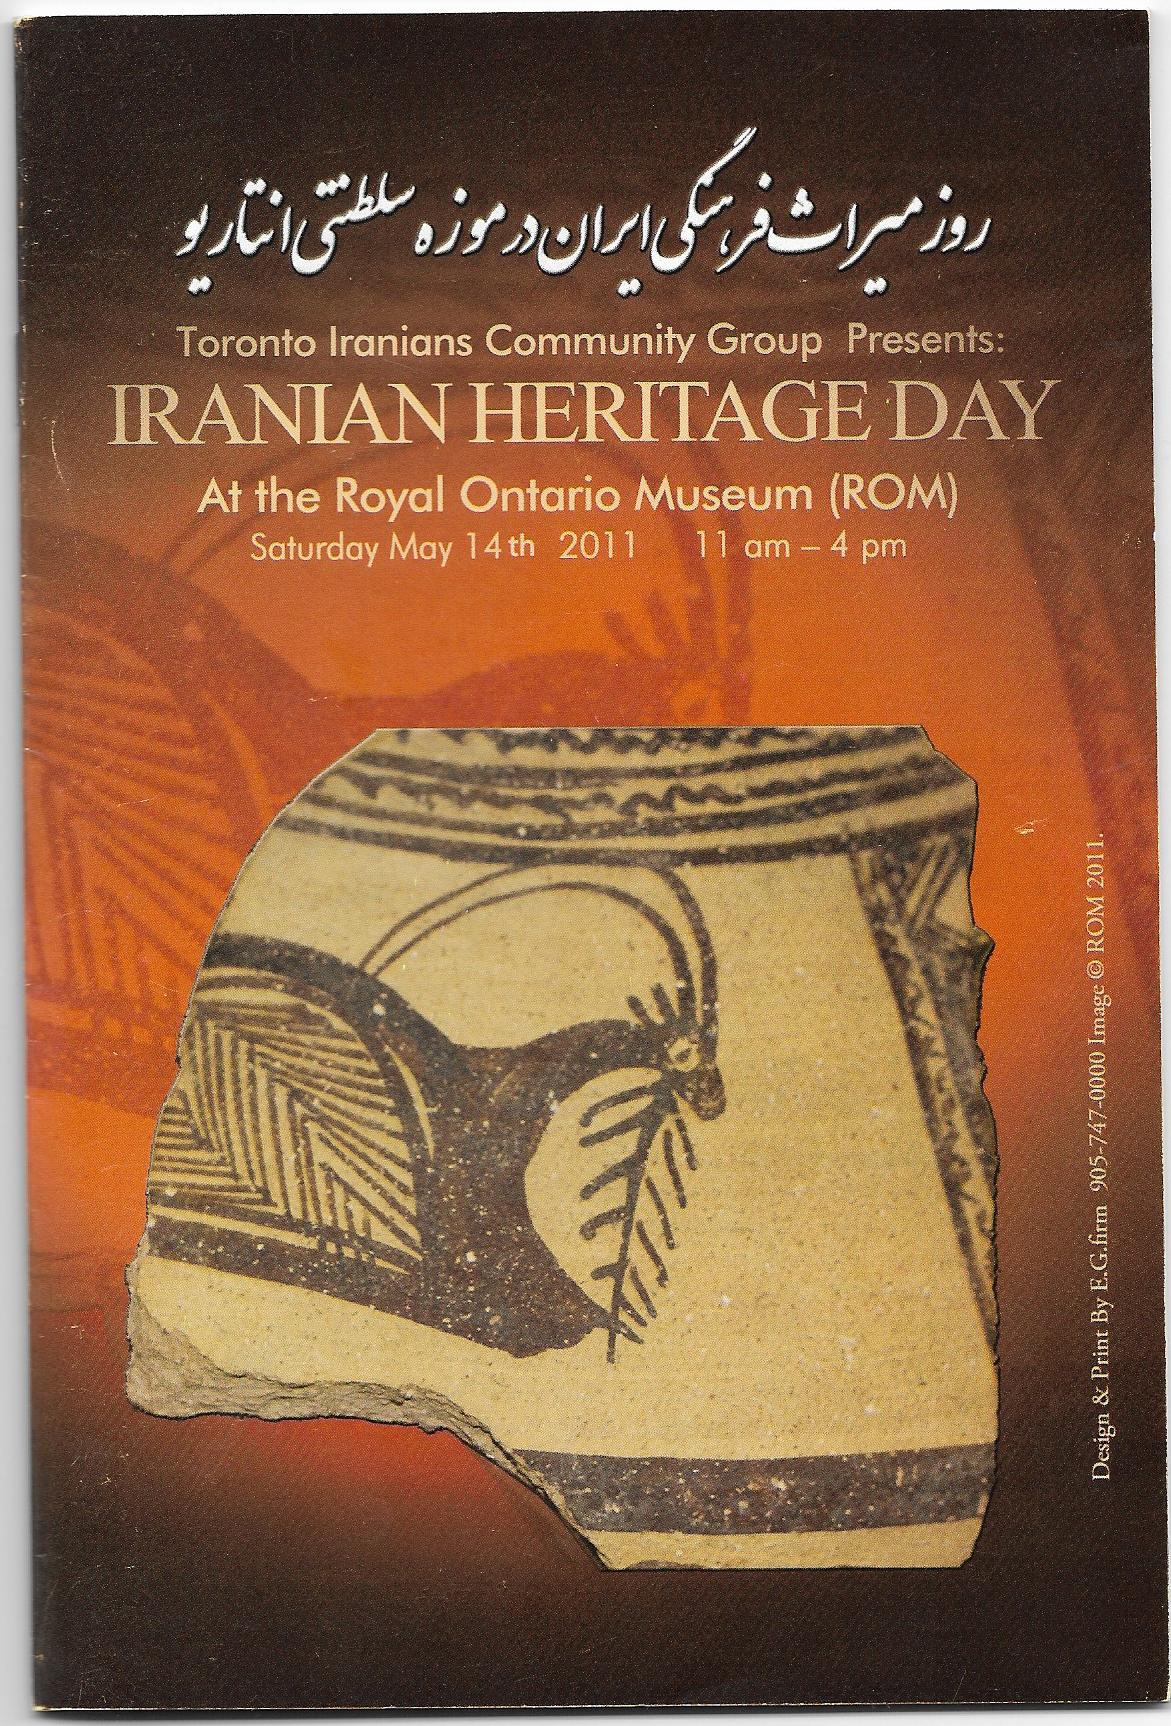 روز میراث فرهنگی ایران در موزه سلطنتی انتاریو
Toronto Iranians Community Group Presents:
IRANIAN HERITAGE DAY
At the Royal Ontario Museum (ROM)
Saturday May 14th 2011 11 am – 4 pm
Design & Print By E.G.firm 905-747-0000 Image © ROM 2011.